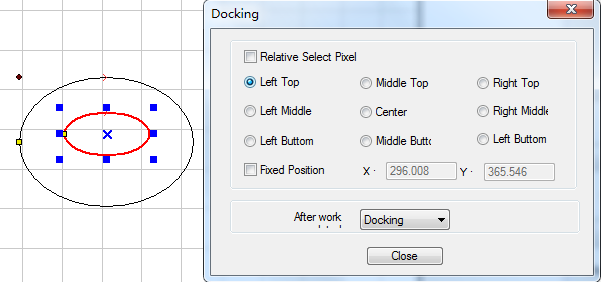 Docking
Relative Select Pixel
Left Top
Middle Top
Right Top
Left Middle
Center
Right Middle
Left Buttom
Middle Butto
Left Buttom
Fixed Position
X :
296.008
Y :
365.546
After work
Docking
Close